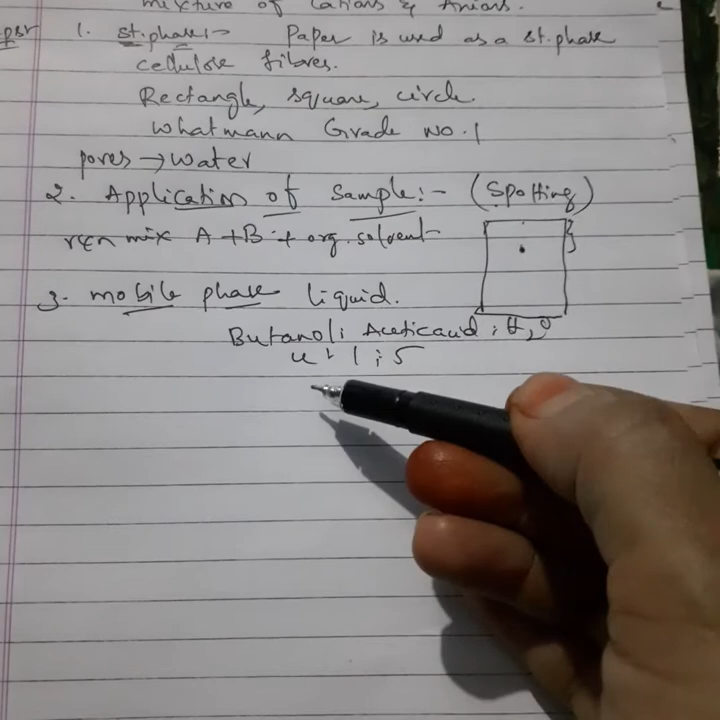 mixture of Cations & Anions.
1. st. phase :- Paper is used as a st. phase
cellulose fibres.
Rectangle, square, circle.
Whatmann Grade no. 1
pores → water
2. Application of Sample :- (Spotting)
rxn mix A + B + org. solvent
3. mobile phase liquid.
Butanol : Aceticacid : H2O
4 : 1 : 5